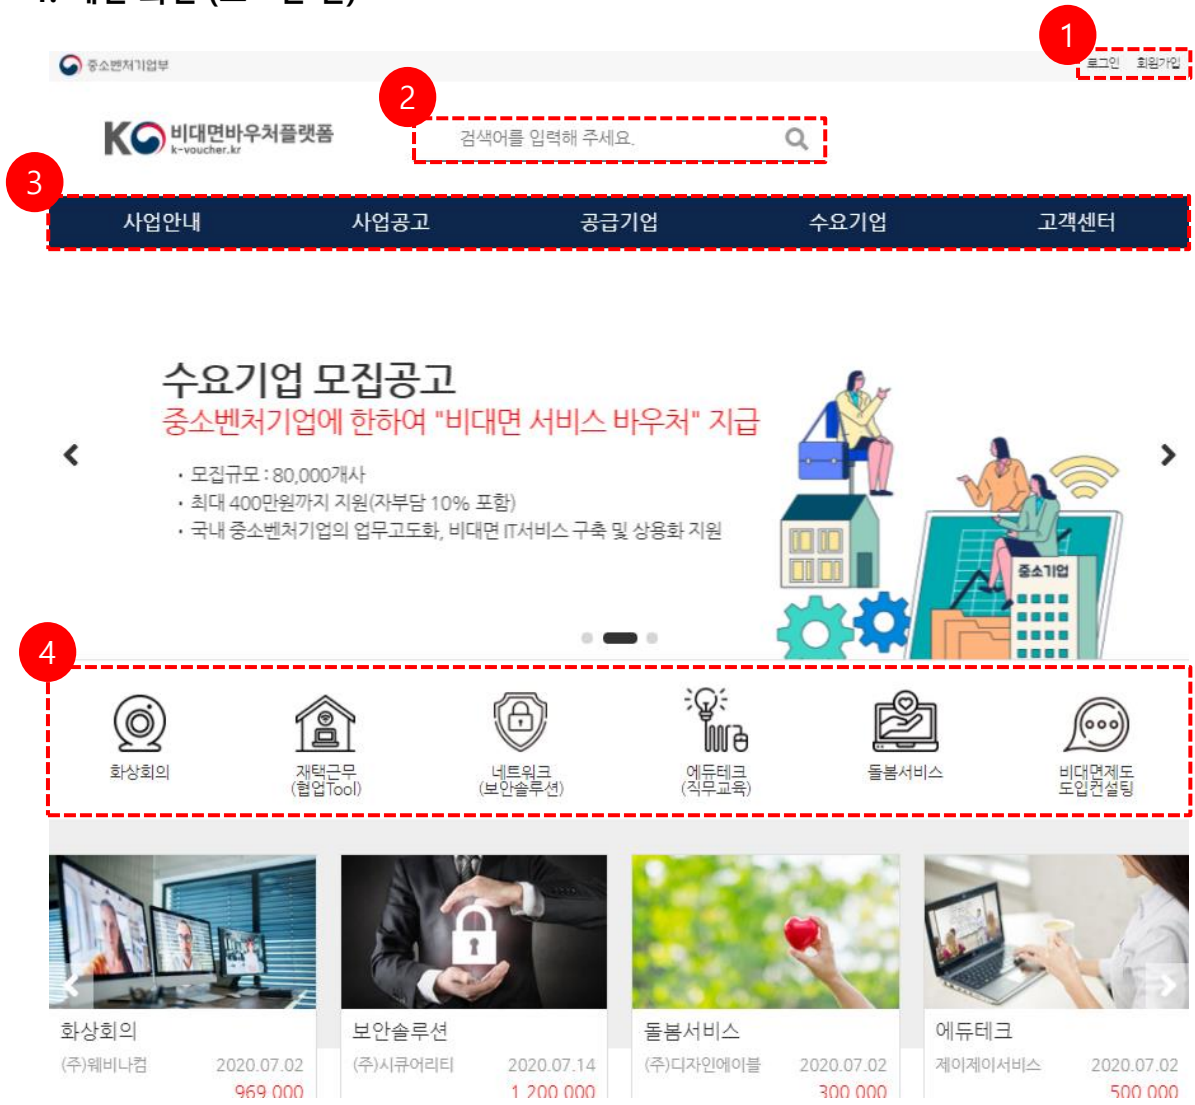 1
중소벤처기업부
로그인 회원가입
2
K 비대면바우처플랫폼
k-voucher.kr
검색어를 입력해 주세요.
3
사업안내 사업공고 공급기업 수요기업 고객센터
수요기업 모집공고
중소벤처기업에 한하여 "비대면 서비스 바우처" 지급
· 모집규모 : 80,000개사
· 최대 400만원까지 지원(자부담 10% 포함)
· 국내 중소벤처기업의 업무고도화, 비대면 IT서비스 구축 및 상용화 지원
중소기업
4
화상회의 재택근무 네트워크 에듀테크 돌봄서비스 비대면제도
(협업Tool) (보안솔루션) (직무교육) 도입컨설팅
화상회의 보안솔루션 돌봄서비스 에듀테크
(주)웨비나컴 2020.07.02 (주)시큐어리티 2020.07.14 (주)디자인에이블 2020.07.02 제이제이서비스 2020.07.02
969,000 1,200,000 300,000 500,000